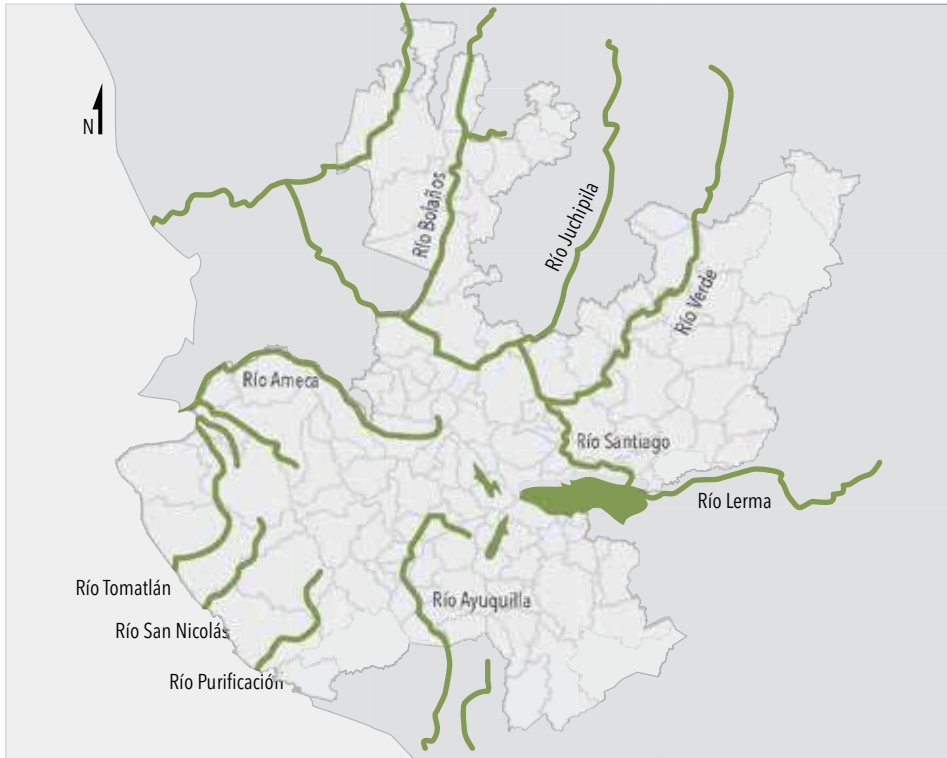 N
Río Bolaños
Río Juchipila
Río Verde
Río Ameca
Río Santiago
Río Lerma
Río Tomatlán
Río Ayuquilla
Río San Nicolás
Río Purificación